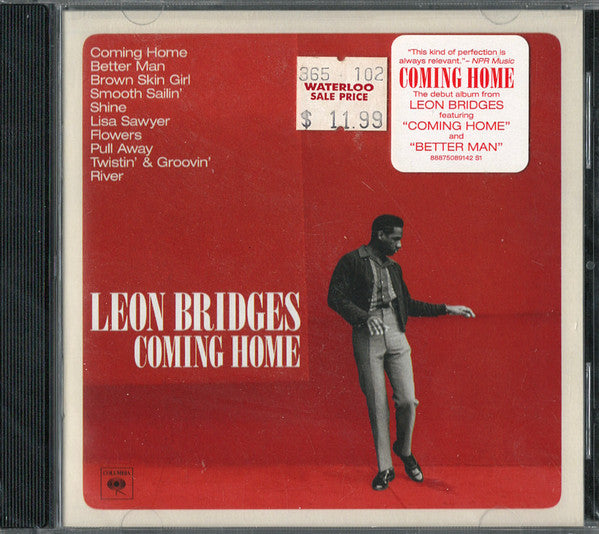 Coming Home
Better Man
Brown Skin Girl
Smooth Sailin'
Shine
Lisa Sawyer
Flowers
Pull Away
Twistin' & Groovin'
River
365 102
WATERLOO
SALE PRICE
$ 11.99
"This kind of perfection is
always relevant."– NPR Music
COMING HOME
The debut album from
LEON BRIDGES
featuring
"COMING HOME"
and
"BETTER MAN"
88875089142 S1
LEON BRIDGES
COMING HOME
COLUMBIA